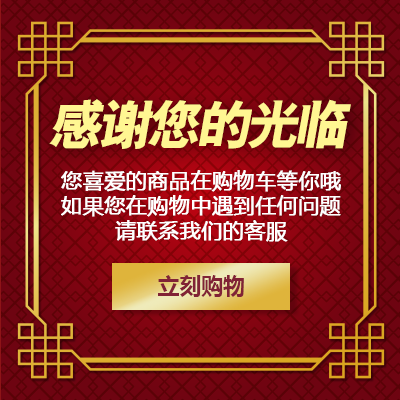 感谢您的光临
您喜爱的商品在购物车等你哦
如果您在购物中遇到任何问题
请联系我们的客服
立刻购物